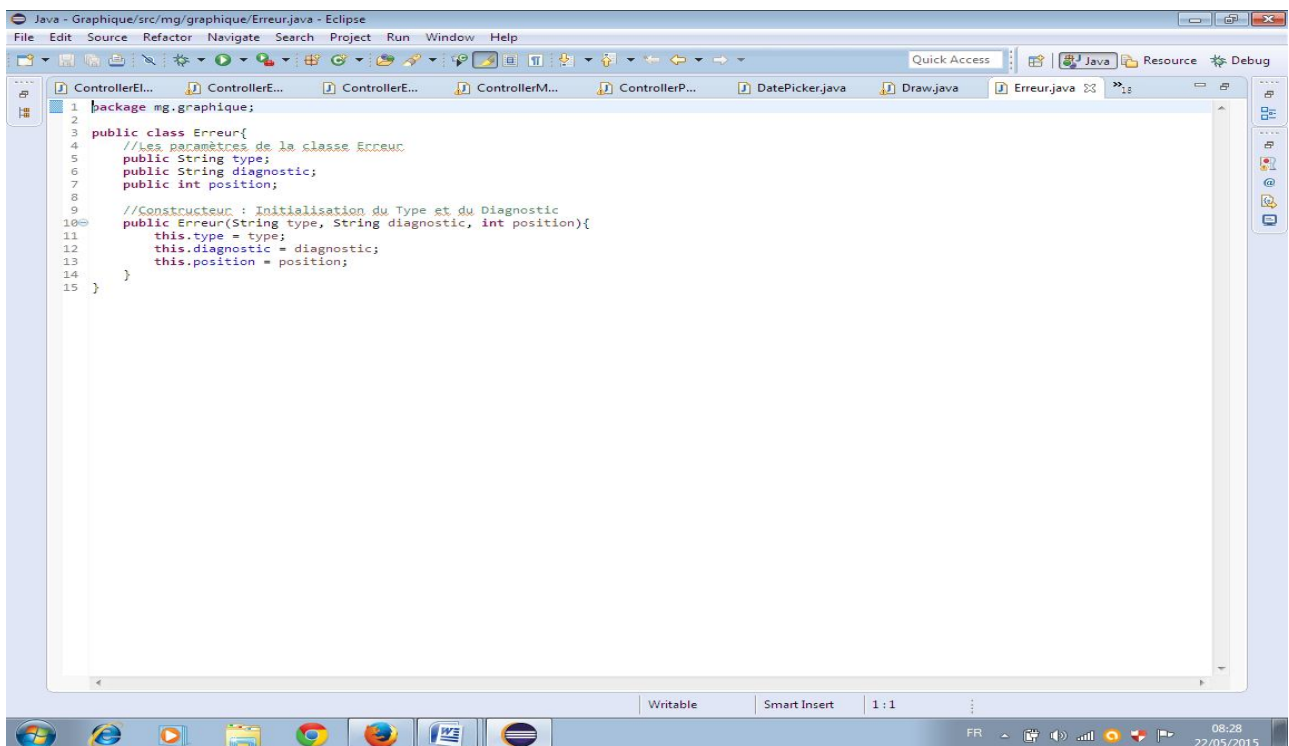 Java - Graphique/src/mg/graphique/Erreur.java - Eclipse
File Edit Source Refactor Navigate Search Project Run Window Help
Quick Access Java Resource Debug
ControllerEl... ControllerE... ControllerE... ControllerM... ControllerP... DatePicker.java Draw.java Erreur.java »18
1 package mg.graphique;
2
3 public class Erreur{
4 //Les paramètres de la classe Erreur
5 public String type;
6 public String diagnostic;
7 public int position;
8
9 //Constructeur : Initialisation du Type et du Diagnostic
10 public Erreur(String type, String diagnostic, int position){
11 this.type = type;
12 this.diagnostic = diagnostic;
13 this.position = position;
14 }
15 }
Writable Smart Insert 1 : 1
FR 08:28
22/05/2015